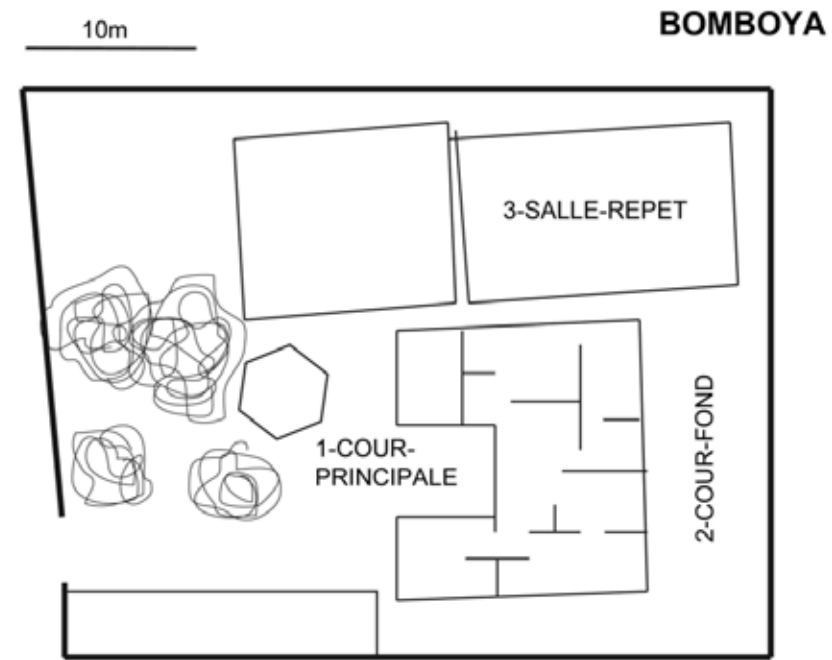 10m
BOMBOYA
3-SALLE-REPET
1-COUR-
PRINCIPALE
2-COUR-FOND